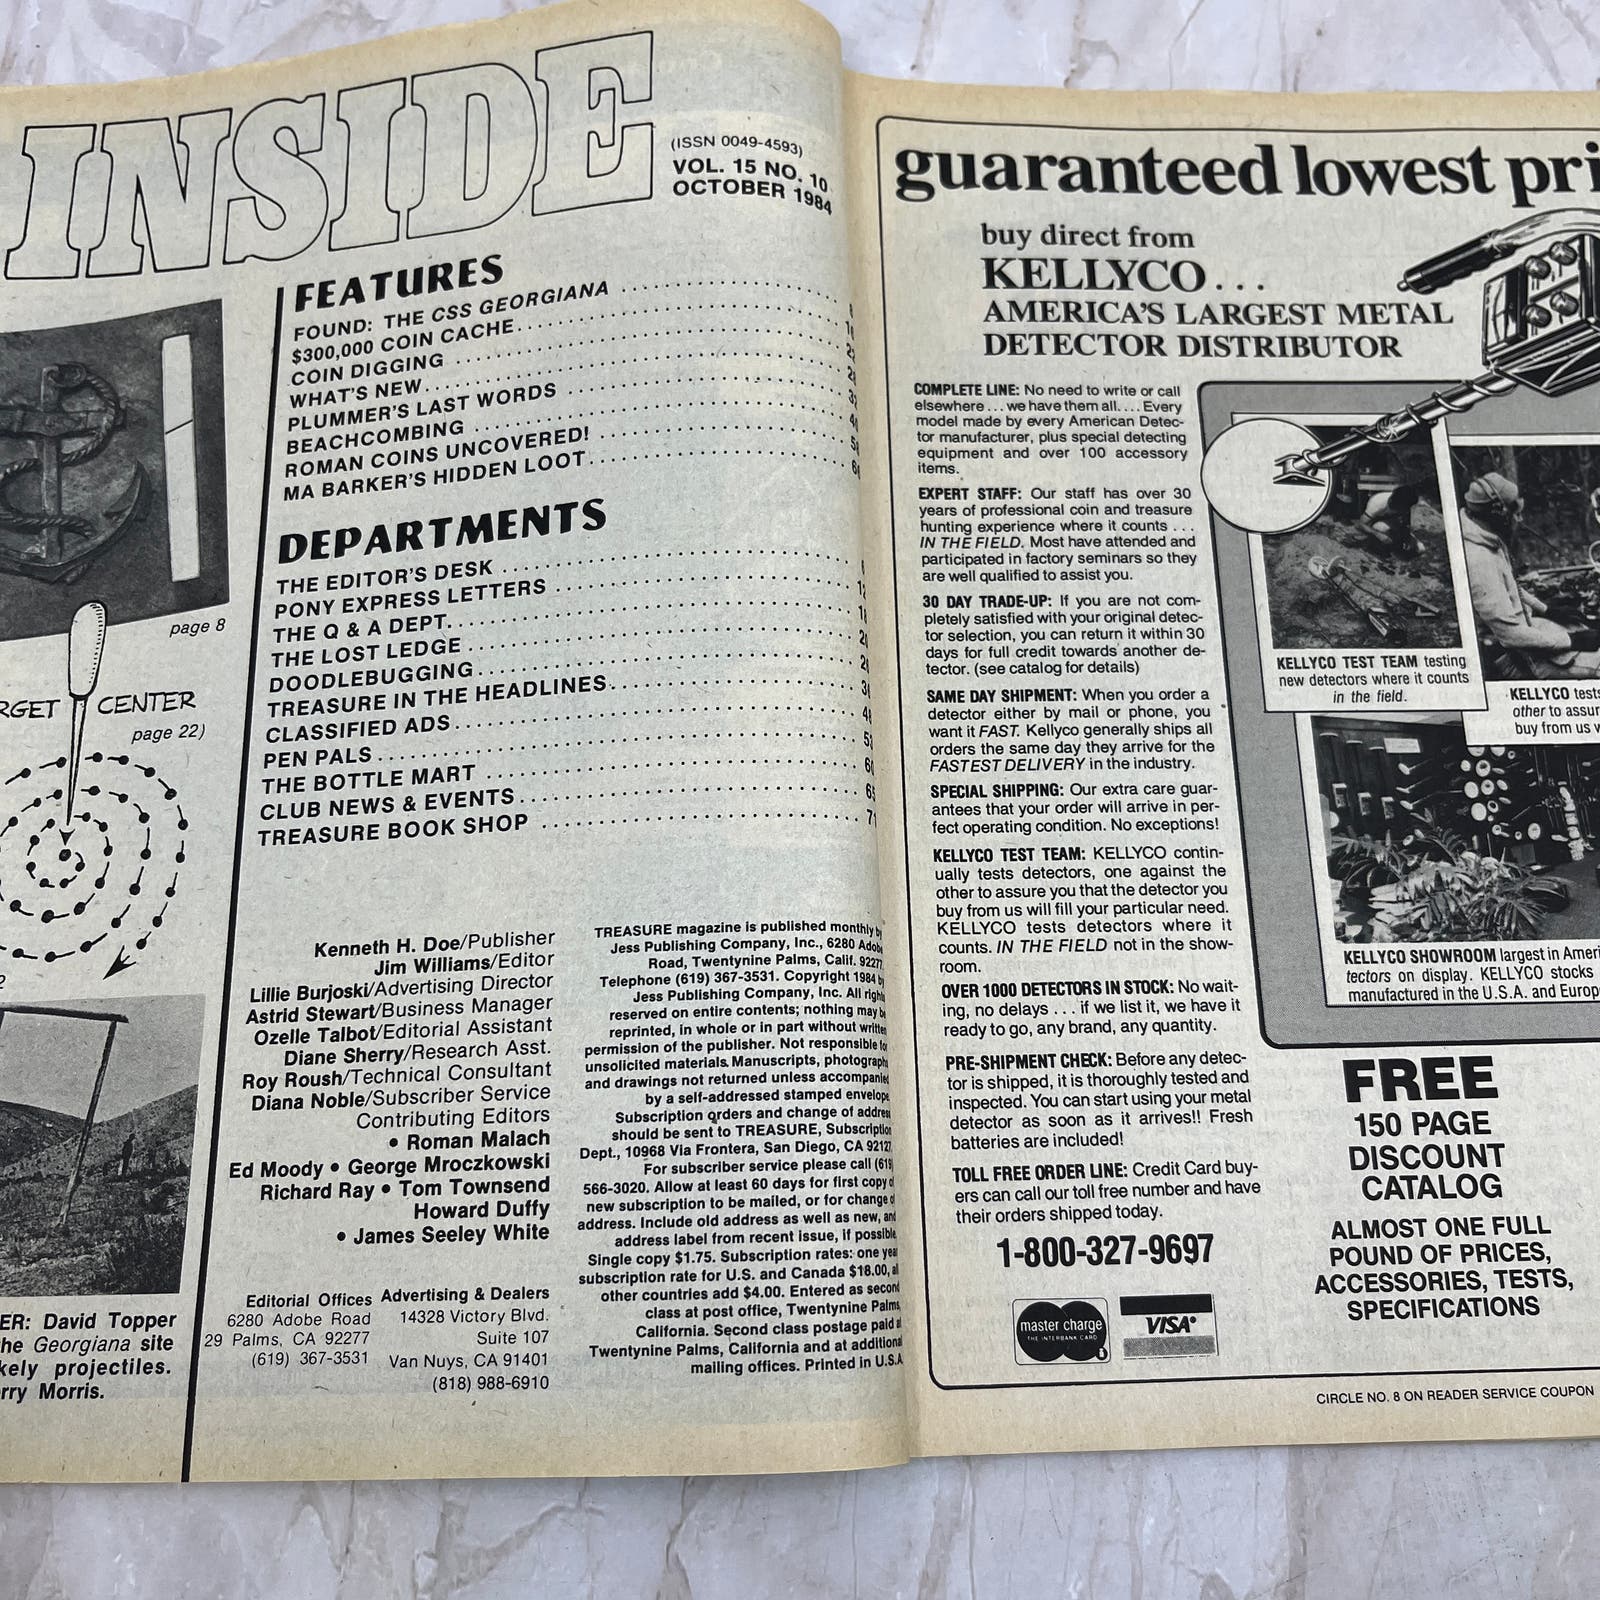 INSIDE
(ISSN 0049-4593)
VOL. 15 NO. 10
OCTOBER 1984
page 8
CENTER
page 22)
ER: David Topper
he Georgiana site
kely projectiles.
rry Morris.
FEATURES
FOUND: THE CSS GEORGIANA
$300,000 COIN CACHE
COIN DIGGING
WHAT'S NEW
PLUMMER'S LAST WORDS
BEACHCOMBING
ROMAN COINS UNCOVERED!
MA BARKER'S HIDDEN LOOT
DEPARTMENTS
THE EDITOR'S DESK
PONY EXPRESS LETTERS
THE Q & A DEPT.
THE LOST LEDGE
DOODLEBUGGING
TREASURE IN THE HEADLINES
CLASSIFIED ADS
PEN PALS
THE BOTTLE MART
CLUB NEWS & EVENTS
TREASURE BOOK SHOP
Kenneth H. Doe/Publisher
Jim Williams/Editor
Lillie Burjoski/Advertising Director
Astrid Stewart/Business Manager
Ozelle Talbot/Editorial Assistant
Diane Sherry/Research Asst.
Roy Roush/Technical Consultant
Diana Noble/Subscriber Service
Contributing Editors
• Roman Malach
Ed Moody • George Mroczkowski
Richard Ray • Tom Townsend
Howard Duffy
• James Seeley White
Editorial Offices
6280 Adobe Road
29 Palms, CA 92277
(619) 367-3531
Advertising & Dealers
14328 Victory Blvd.
Suite 107
Van Nuys, CA 91401
(818) 988-6910
TREASURE magazine is published monthly by
Jess Publishing Company, Inc., 6280 Adobe
Road, Twentynine Palms, Calif. 92277.
Telephone (619) 367-3531. Copyright 1984 by
Jess Publishing Company, Inc. All rights
reserved on entire contents; nothing may be
reprinted, in whole or in part without written
permission of the publisher. Not responsible for
unsolicited materials. Manuscripts, photographs
and drawings not returned unless accompanied
by a self-addressed stamped envelope.
Subscription orders and change of address
should be sent to TREASURE, Subscription
Dept., 10968 Via Frontera, San Diego, CA 92127.
For subscriber service please call (619)
566-3020. Allow at least 60 days for first copy of
new subscription to be mailed, or for change of
address. Include old address as well as new, and
address label from recent issue, if possible.
Single copy $1.75. Subscription rates: one year
subscription rate for U.S. and Canada $18.00, all
other countries add $4.00. Entered as second
class at post office, Twentynine Palms,
California. Second class postage paid at
Twentynine Palms, California and at additional
mailing offices. Printed in U.S.A.
guaranteed lowest pri
buy direct from
KELLYCO...
AMERICA'S LARGEST METAL
DETECTOR DISTRIBUTOR
COMPLETE LINE: No need to write or call
elsewhere... we have them all.... Every
model made by every American Detec-
tor manufacturer, plus special detecting
equipment and over 100 accessory
items.
EXPERT STAFF: Our staff has over 30
years of professional coin and treasure
hunting experience where it counts ...
IN THE FIELD. Most have attended and
participated in factory seminars so they
are well qualified to assist you.
30 DAY TRADE-UP: If you are not com-
pletely satisfied with your original detec-
tor selection, you can return it within 30
days for full credit towards another de-
tector. (see catalog for details)
SAME DAY SHIPMENT: When you order a
detector either by mail or phone, you
want it FAST. Kellyco generally ships all
orders the same day they arrive for the
FASTEST DELIVERY in the industry.
SPECIAL SHIPPING: Our extra care guar-
antees that your order will arrive in per-
fect operating condition. No exceptions!
KELLYCO TEST TEAM: KELLYCO contin-
ually tests detectors, one against the
other to assure you that the detector you
buy from us will fill your particular need.
KELLYCO tests detectors where it
counts. IN THE FIELD not in the show-
room.
OVER 1000 DETECTORS IN STOCK: No wait-
ing, no delays ... if we list it, we have it
ready to go, any brand, any quantity.
PRE-SHIPMENT CHECK: Before any detec-
tor is shipped, it is thoroughly tested and
inspected. You can start using your metal
detector as soon as it arrives!! Fresh
batteries are included!
TOLL FREE ORDER LINE: Credit Card buy-
ers can call our toll free number and have
their orders shipped today.
1-800-327-9697
master charge
THE INTERBANK CARD
VISA
KELLYCO TEST TEAM testing
new detectors where it counts
in the field.
KELLYCO tests
other to assur
buy from us w
KELLYCO SHOWROOM largest in Ameri
tectors on display. KELLYCO stocks
manufactured in the U.S.A. and Europ
FREE
150 PAGE
DISCOUNT
CATALOG
ALMOST ONE FULL
POUND OF PRICES,
ACCESSORIES, TESTS,
SPECIFICATIONS
CIRCLE NO. 8 ON READER SERVICE COUPON